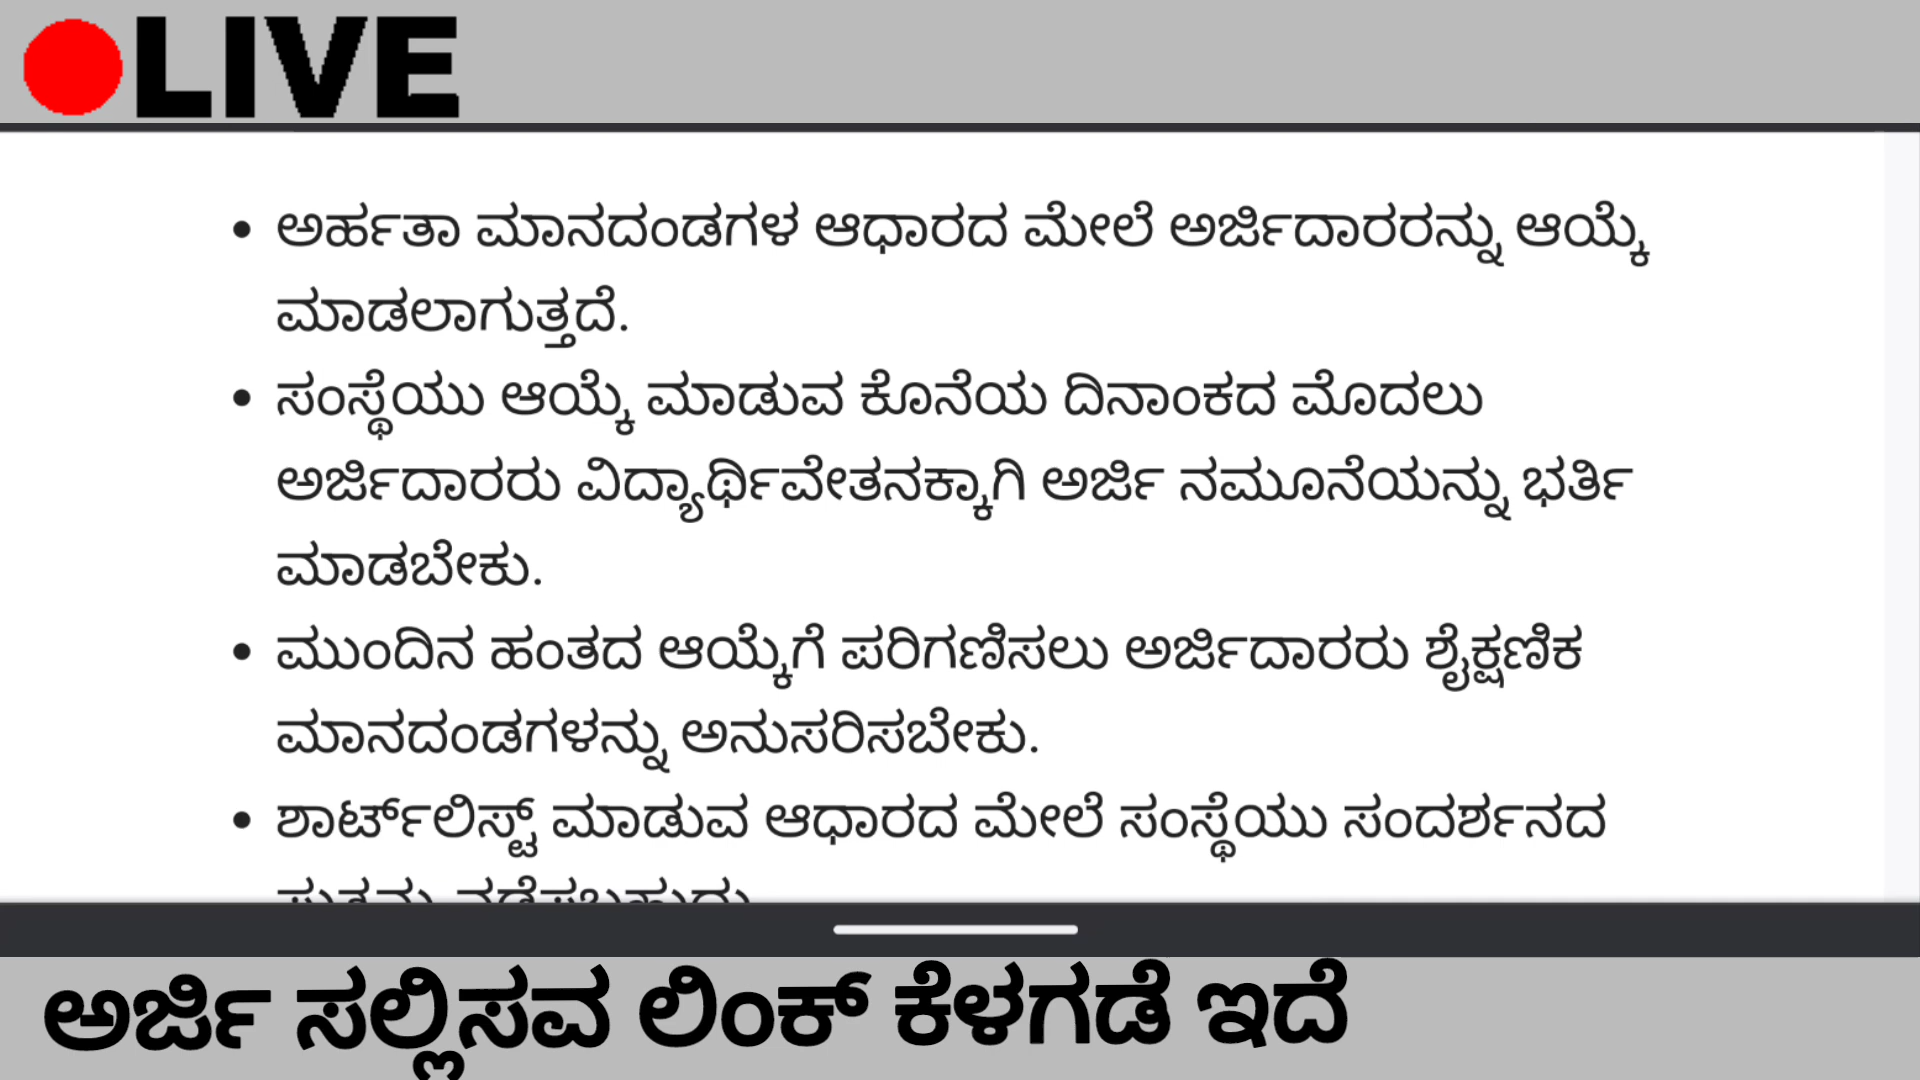 LIVE
• ಅರ್ಹತಾ ಮಾನದಂಡಗಳ ಆಧಾರದ ಮೇಲೆ ಅರ್ಜಿದಾರರನ್ನು ಆಯ್ಕೆ
ಮಾಡಲಾಗುತ್ತದೆ.
• ಸಂಸ್ಥೆಯು ಆಯ್ಕೆ ಮಾಡುವ ಕೊನೆಯ ದಿನಾಂಕದ ಮೊದಲು
ಅರ್ಜಿದಾರರು ವಿದ್ಯಾರ್ಥಿವೇತನಕ್ಕಾಗಿ ಅರ್ಜಿ ನಮೂನೆಯನ್ನು ಭರ್ತಿ
ಮಾಡಬೇಕು.
• ಮುಂದಿನ ಹಂತದ ಆಯ್ಕೆಗೆ ಪರಿಗಣಿಸಲು ಅರ್ಜಿದಾರರು ಶೈಕ್ಷಣಿಕ
ಮಾನದಂಡಗಳನ್ನು ಅನುಸರಿಸಬೇಕು.
• ಶಾರ್ಟ್‌ಲಿಸ್ಟ್ ಮಾಡುವ ಆಧಾರದ ಮೇಲೆ ಸಂಸ್ಥೆಯು ಸಂದರ್ಶನದ
ಅರ್ಜಿ ಸಲ್ಲಿಸವ ಲಿಂಕ್ ಕೆಳಗಡೆ ಇದೆ